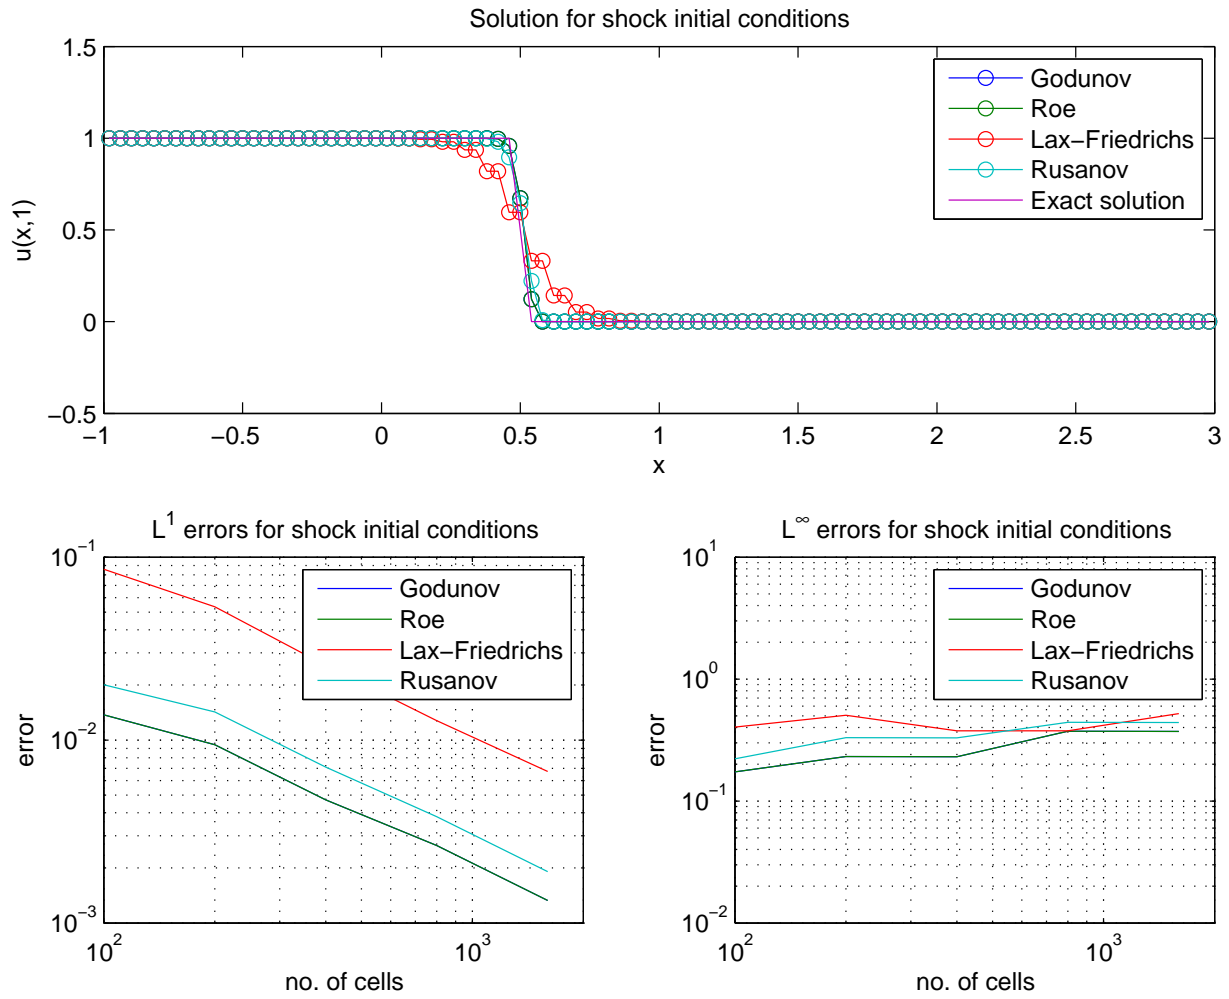 Solution for shock initial conditions
1.5
1
0.5
0
−0.5
u(x,1)
−1
−0.5
0
0.5
1
1.5
2
2.5
3
x
Godunov
Roe
Lax−Friedrichs
Rusanov
Exact solution
L^1 errors for shock initial conditions
10^−1
10^−2
10^−3
error
10^2
10^3
no. of cells
Godunov
Roe
Lax−Friedrichs
Rusanov
L^∞ errors for shock initial conditions
10^1
10^0
10^−1
10^−2
error
10^2
10^3
no. of cells
Godunov
Roe
Lax−Friedrichs
Rusanov